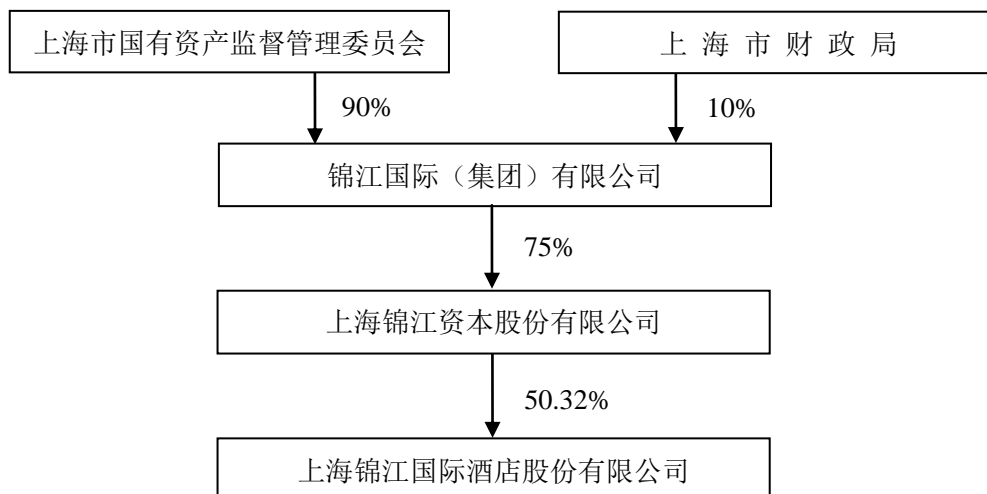 上海市国有资产监督管理委员会
上海市财政局
90%
10%
锦江国际（集团）有限公司
75%
上海锦江资本股份有限公司
50.32%
上海锦江国际酒店股份有限公司